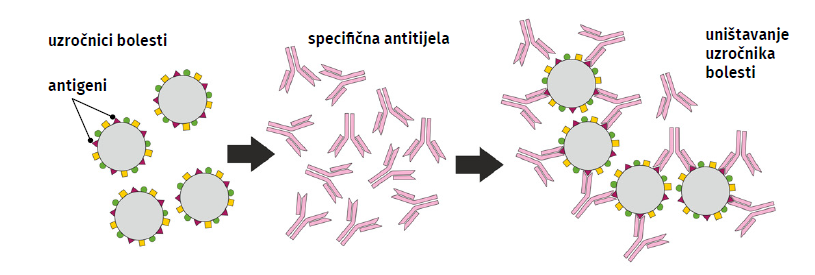 uzročnici bolesti
antigeni
specifična antitijela
uništavanje
uzročnika
bolesti